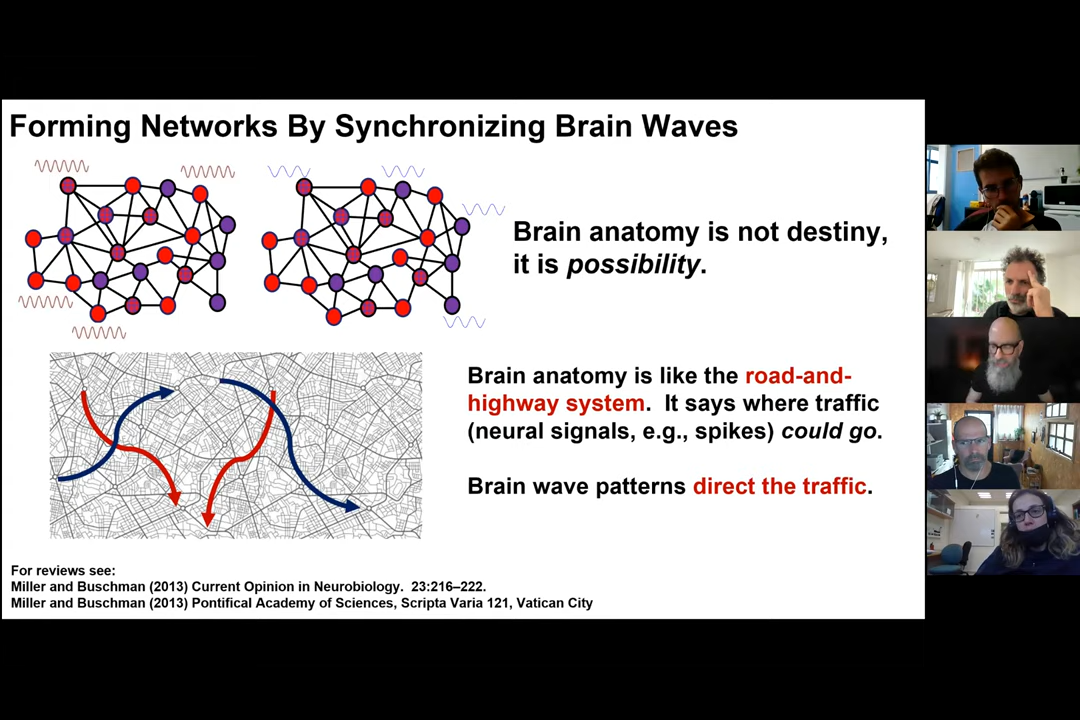 Forming Networks By Synchronizing Brain Waves
Brain anatomy is not destiny,
it is possibility.
Brain anatomy is like the road-and-
highway system. It says where traffic
(neural signals, e.g., spikes) could go.
Brain wave patterns direct the traffic.
For reviews see:
Miller and Buschman (2013) Current Opinion in Neurobiology. 23:216–222.
Miller and Buschman (2013) Pontifical Academy of Sciences, Scripta Varia 121, Vatican City